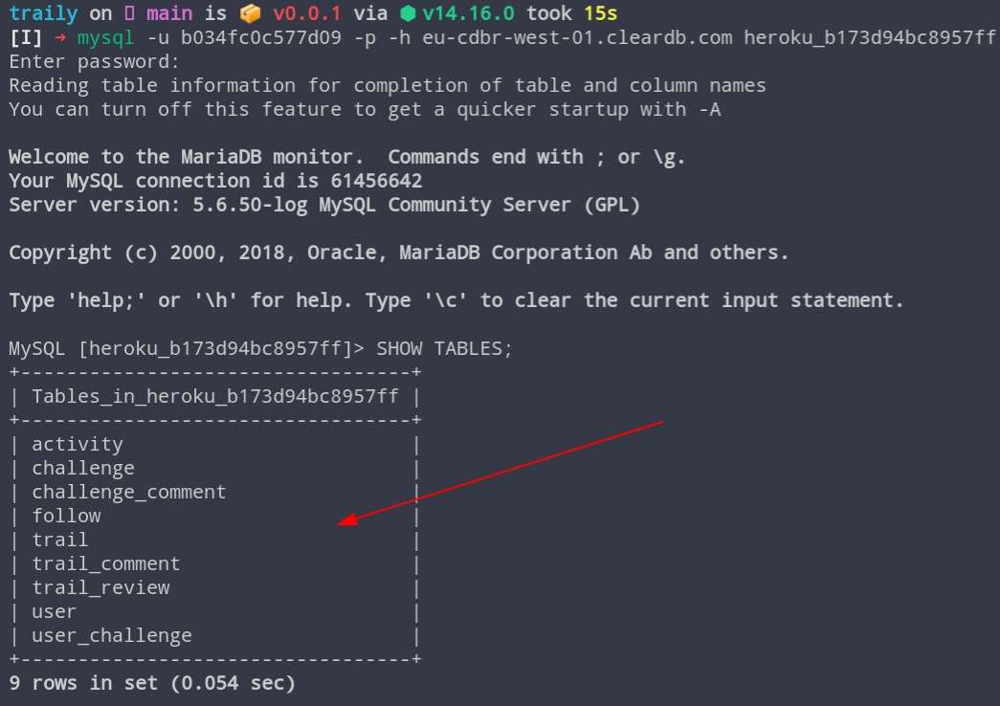 traily on main is v0.0.1 via v14.16.0 took 15s
[I] → mysql -u b034fc0c577d09 -p -h eu-cdbr-west-01.cleardb.com heroku_b173d94bc8957ff
Enter password:
Reading table information for completion of table and column names
You can turn off this feature to get a quicker startup with -A
Welcome to the MariaDB monitor.  Commands end with ; or \g.
Your MySQL connection id is 61456642
Server version: 5.6.50-log MySQL Community Server (GPL)
Copyright (c) 2000, 2018, Oracle, MariaDB Corporation Ab and others.
Type 'help;' or '\h' for help. Type '\c' to clear the current input statement.
MySQL [heroku_b173d94bc8957ff]> SHOW TABLES;
+----------------------------------+
| Tables_in_heroku_b173d94bc8957ff |
+----------------------------------+
| activity                         |
| challenge                        |
| challenge_comment                |
| follow                           |
| trail                            |
| trail_comment                    |
| trail_review                     |
| user                             |
| user_challenge                   |
+----------------------------------+
9 rows in set (0.054 sec)